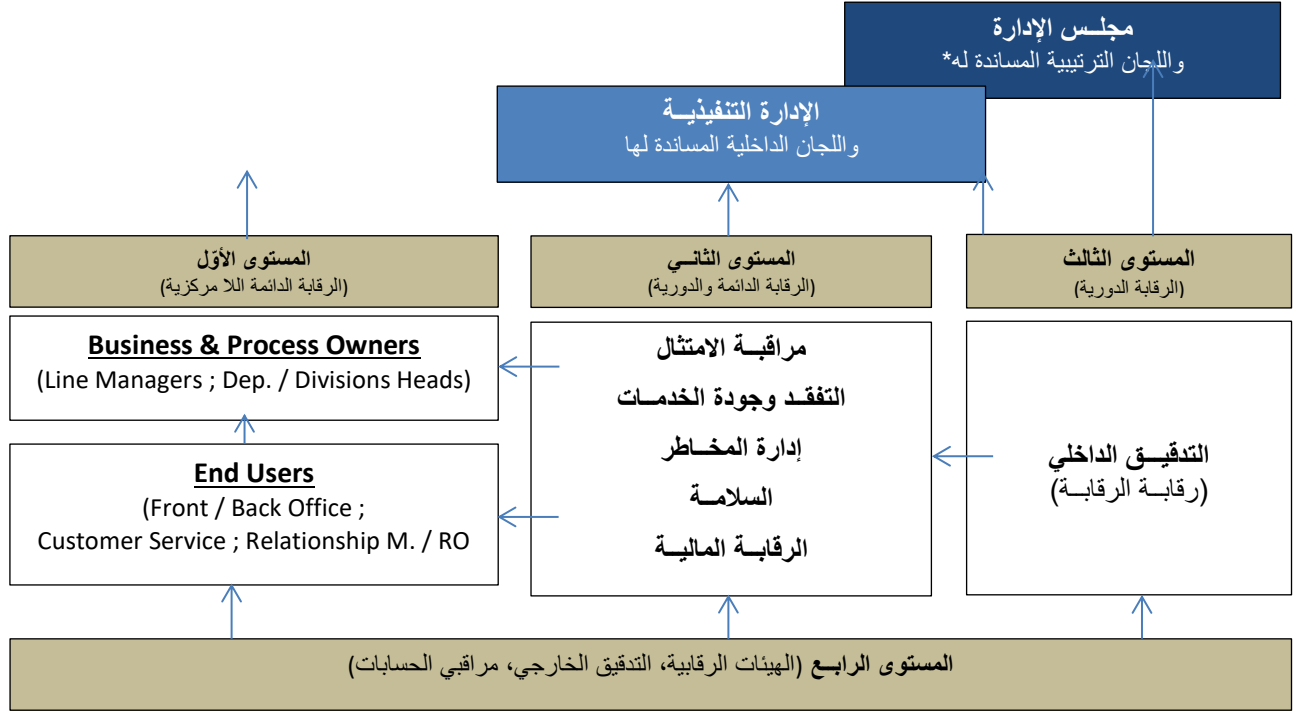 مجلــس الإدارة
واللجان الترتيبية المساندة له*
الإدارة التنفيذيــة
واللجان الداخلية المساندة لها
المستوى الأوّل
(الرقابة الدائمة اللا مركزية)
المستوى الثانــي
(الرقابة الدائمة والدورية)
المستوى الثالث
(الرقابة الدورية)
Business & Process Owners
(Line Managers ; Dep. / Divisions Heads)
End Users
(Front / Back Office ;
Customer Service ; Relationship M. / RO
مراقبــة الامتثال
التفقــد وجودة الخدمــات
إدارة المخــاطر
السلامــة
الرقابــة الماليــة
التدقيــق الداخلي
(رقابــة الرقابــة)
المستوى الرابــع (الهيئات الرقابية، التدقيق الخارجي، مراقبي الحسابات)